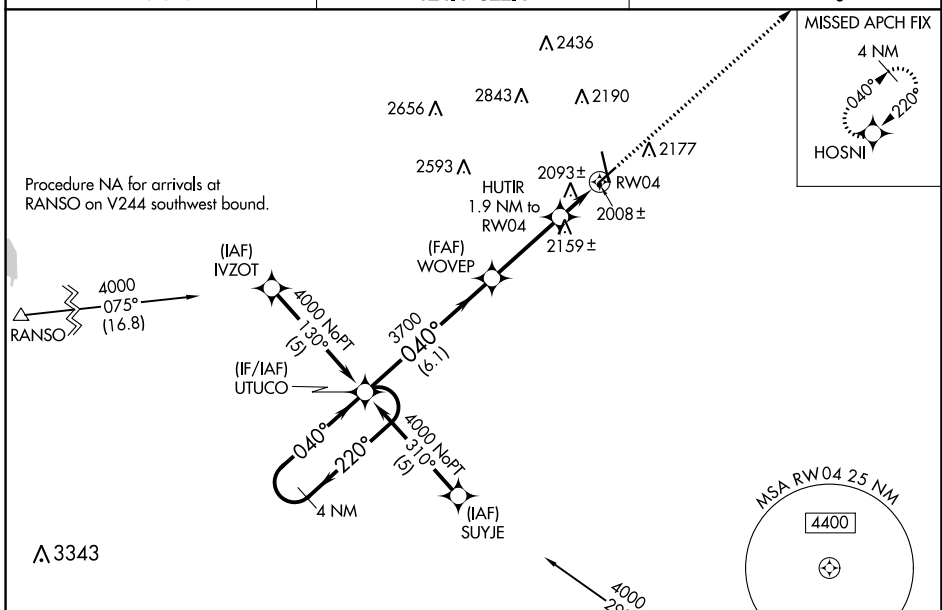 MISSED APCH FIX
4 NM
040°
220°
HOSNI
2436
2843
2190
2656
2177
2593
2093±
RW04
HUTIR
1.9 NM to
RW04
2008±
2159±
Procedure NA for arrivals at
RANSO on V244 southwest bound.
(FAF)
WOVEP
(IAF)
IVZOT
4000
075°
(16.8)
RANSO
4000 NoPT
130°
(5)
3700
040°
(6.1)
(IF/IAF)
UTUCO
040°
220°
4 NM
4000 NoPT
310°
(5)
(IAF)
SUYJE
3343
MSA RW04 25 NM
4400
4000